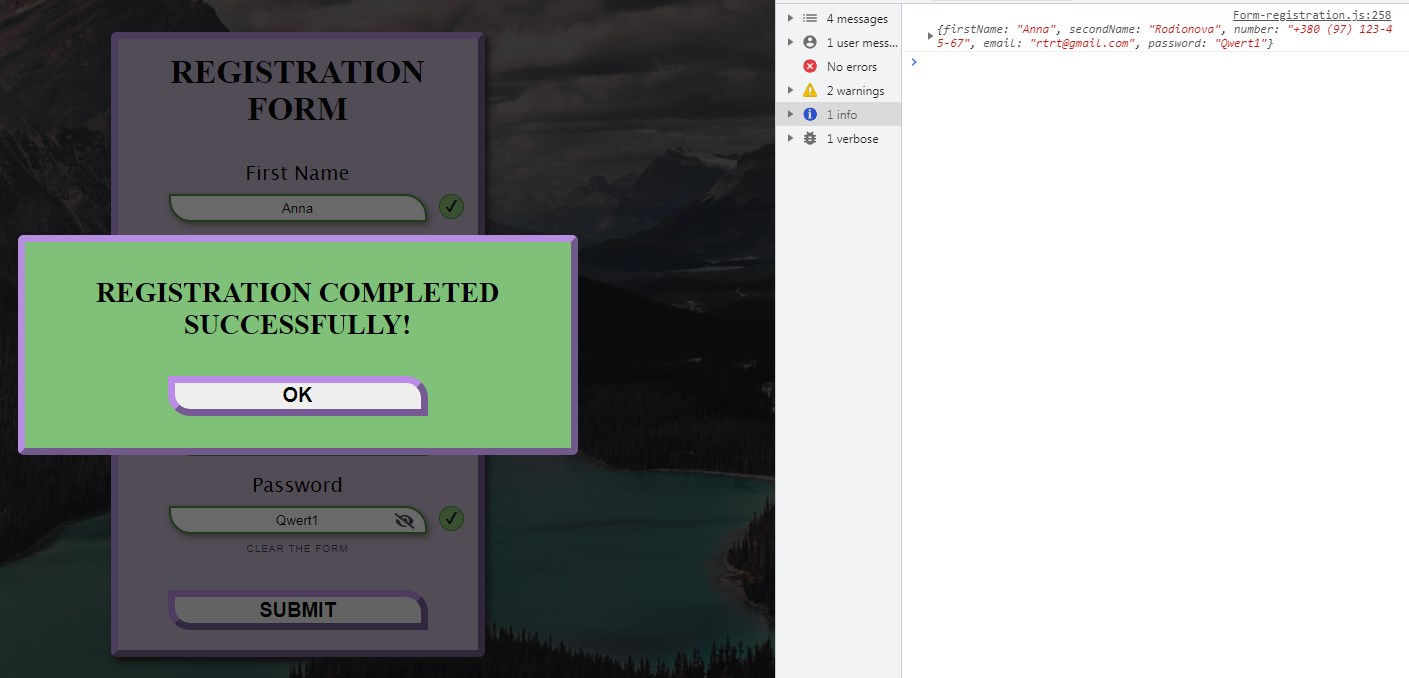 REGISTRATION
FORM
First Name
Anna
REGISTRATION COMPLETED
SUCCESSFULLY!
OK
Password
Qwert1
CLEAR THE FORM
SUBMIT
4 messages
1 user mess...
No errors
2 warnings
1 info
1 verbose
Form-registration.js:258
{firstName: "Anna", secondName: "Rodionova", number: "+380 (97) 123-4
5-67", email: "rtrt@gmail.com", password: "Qwert1"}